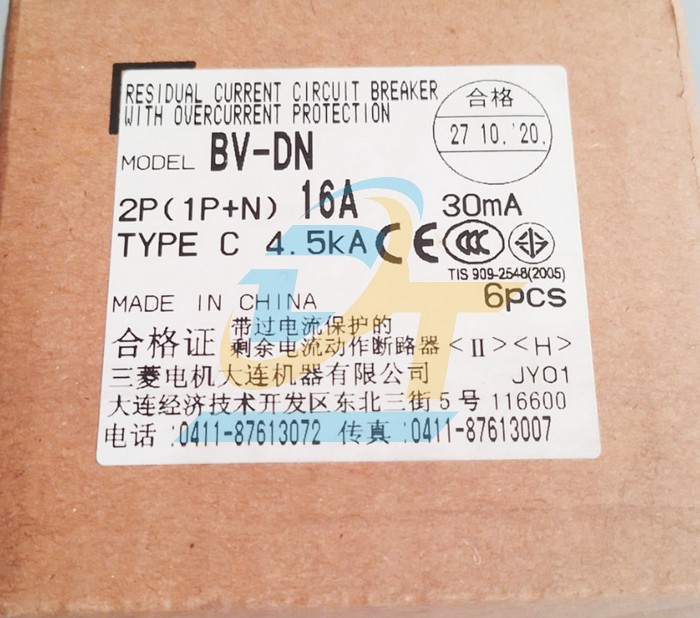 RESIDUAL CURRENT CIRCUIT BREAKER
WITH OVERCURRENT PROTECTION
合格
27 10.'20.
MODEL BV-DN
2P(1P+N) 16A 30mA
TYPE C 4.5kA CE CCC
TIS 909-2548(2005)
MADE IN CHINA 6pcs
合格证 带过电流保护的
剩余电流动作断路器 <II><H>
三菱电机大连机器有限公司 JY01
大连经济技术开发区东北三街5号 116600
电话:0411-87613072 传真:0411-87613007